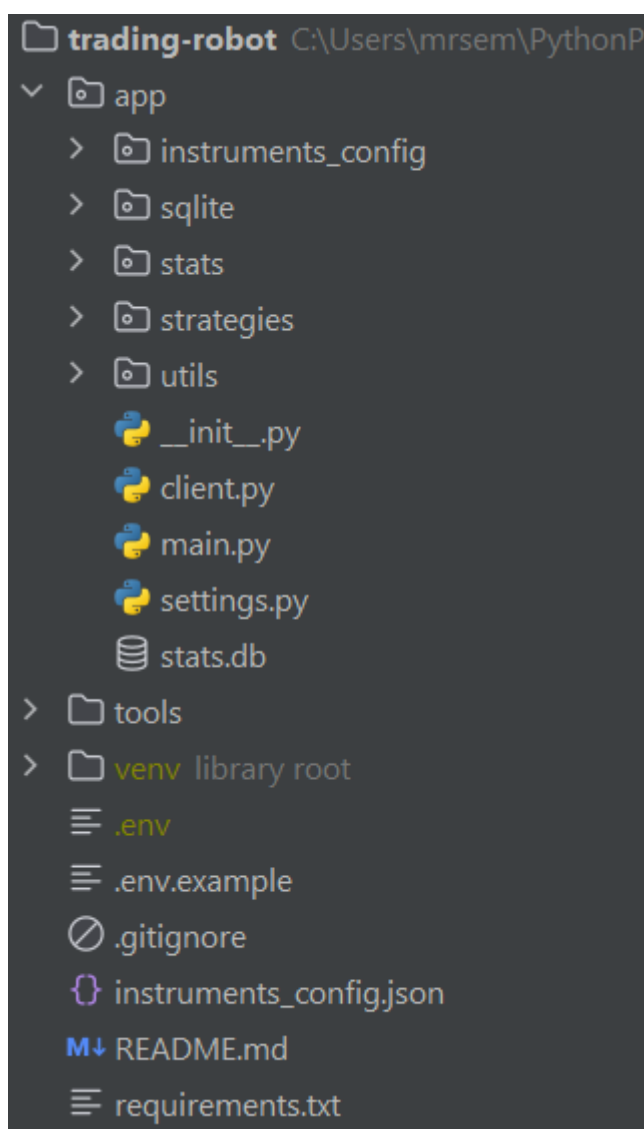 trading-robot C:\Users\mrsem\PythonP
app
instruments_config
sqlite
stats
strategies
utils
__init__.py
client.py
main.py
settings.py
stats.db
tools
venv library root
.env
.env.example
.gitignore
{} instruments_config.json
M↓ README.md
requirements.txt